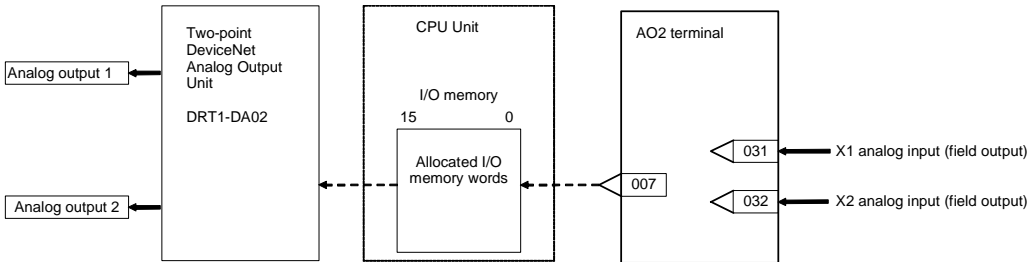 Analog output 1
Analog output 2
Two-point
DeviceNet
Analog Output
Unit
DRT1-DA02
CPU Unit
I/O memory
15 0
Allocated I/O
memory words
AO2 terminal
007
031
032
X1 analog input (field output)
X2 analog input (field output)